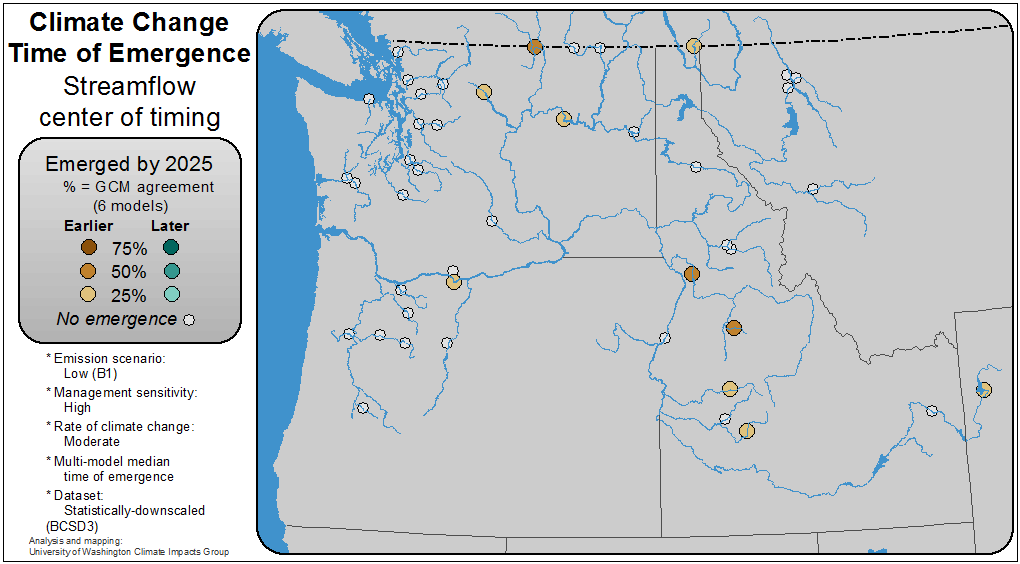 Climate Change
Time of Emergence
Streamflow
center of timing
Emerged by 2025
% = GCM agreement
(6 models)
Earlier Later
75%
50%
25%
No emergence
* Emission scenario:
Low (B1)
* Management sensitivity:
High
* Rate of climate change:
Moderate
* Multi-model median
time of emergence
* Dataset:
Statistically-downscaled
(BCSD3)
Analysis and mapping:
University of Washington Climate Impacts Group